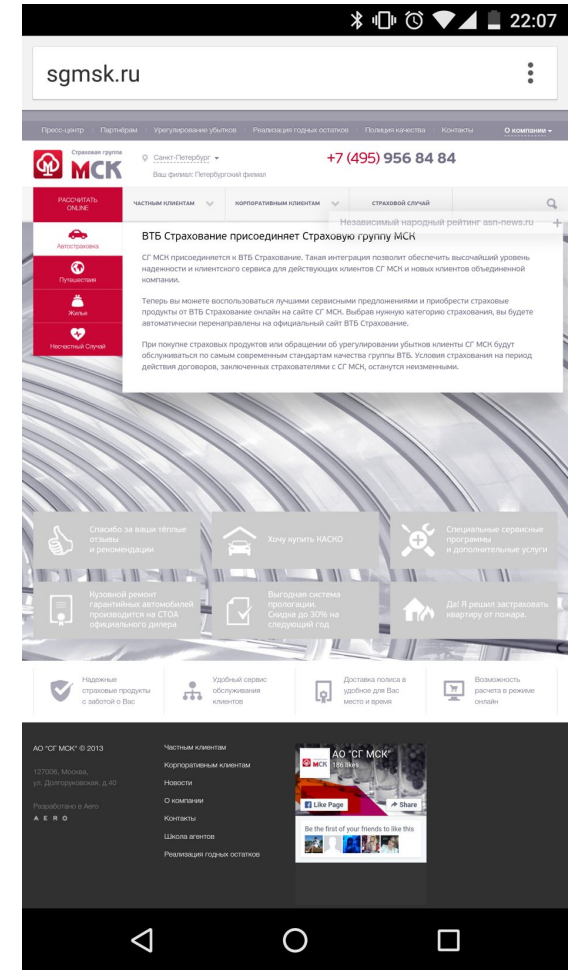 22:07
sgmsk.ru
Пресс-центр Партнёрам Урегулирование убытков Реализация годных остатков Полиция качества Контакты О компании
Страховая группа
МСК
Санкт-Петербург
Ваш филиал: Петербургский филиал
+7 (495) 956 84 84
РАССЧИТАТЬ
ONLINE
ЧАСТНЫМ КЛИЕНТАМ КОРПОРАТИВНЫМ КЛИЕНТАМ СТРАХОВОЙ СЛУЧАЙ
Независимый народный рейтинг asn-news.ru +
Автостраховка
Путешествия
Жилье
Несчастный Случай
ВТБ Страхование присоединяет Страховую группу МСК
СГ МСК присоединяется к ВТБ Страхование. Такая интеграция позволит обеспечить высочайший уровень
надежности и клиентского сервиса для действующих клиентов СГ МСК и новых клиентов объединенной
компании.
Теперь вы можете воспользоваться лучшими сервисными предложениями и приобрести страховые
продукты от ВТБ Страхование онлайн на сайте СГ МСК. Выбрав нужную категорию страхования, вы будете
автоматически перенаправлены на официальный сайт ВТБ Страхование.
При покупке страховых продуктов или обращении об урегулировании убытков клиенты СГ МСК будут
обслуживаться по самым современным стандартам качества группы ВТБ. Условия страхования на период
действия договоров, заключенных страхователями с СГ МСК, останутся неизменными.
Спасибо за ваши тёплые
отзывы
и рекомендации
Хочу купить КАСКО
Специальные сервисные
программы
и дополнительные услуги
Кузовной ремонт
гарантийных автомобилей
производится на СТОА
официального дилера
Выгодная система
пролонгации.
Скидка до 30% на
следующий год
Да! Я решил застраховать
квартиру от пожара.
Надежные
страховые продукты
с заботой о Вас
Удобный сервис
обслуживания
клиентов
Доставка полиса в
удобное для Вас
место и время
Возможность
расчета в режиме
онлайн
АО "СГ МСК" © 2013
127006, Москва,
ул. Долгоруковская, д.40
Разработано в Aero
AERO
Частным клиентам
Корпоративным клиентам
Новости
О компании
Контакты
Школа агентов
Реализация годных остатков
МСК
АО "СГ МСК"
186 likes
Like Page
Share
Be the first of your friends to like this